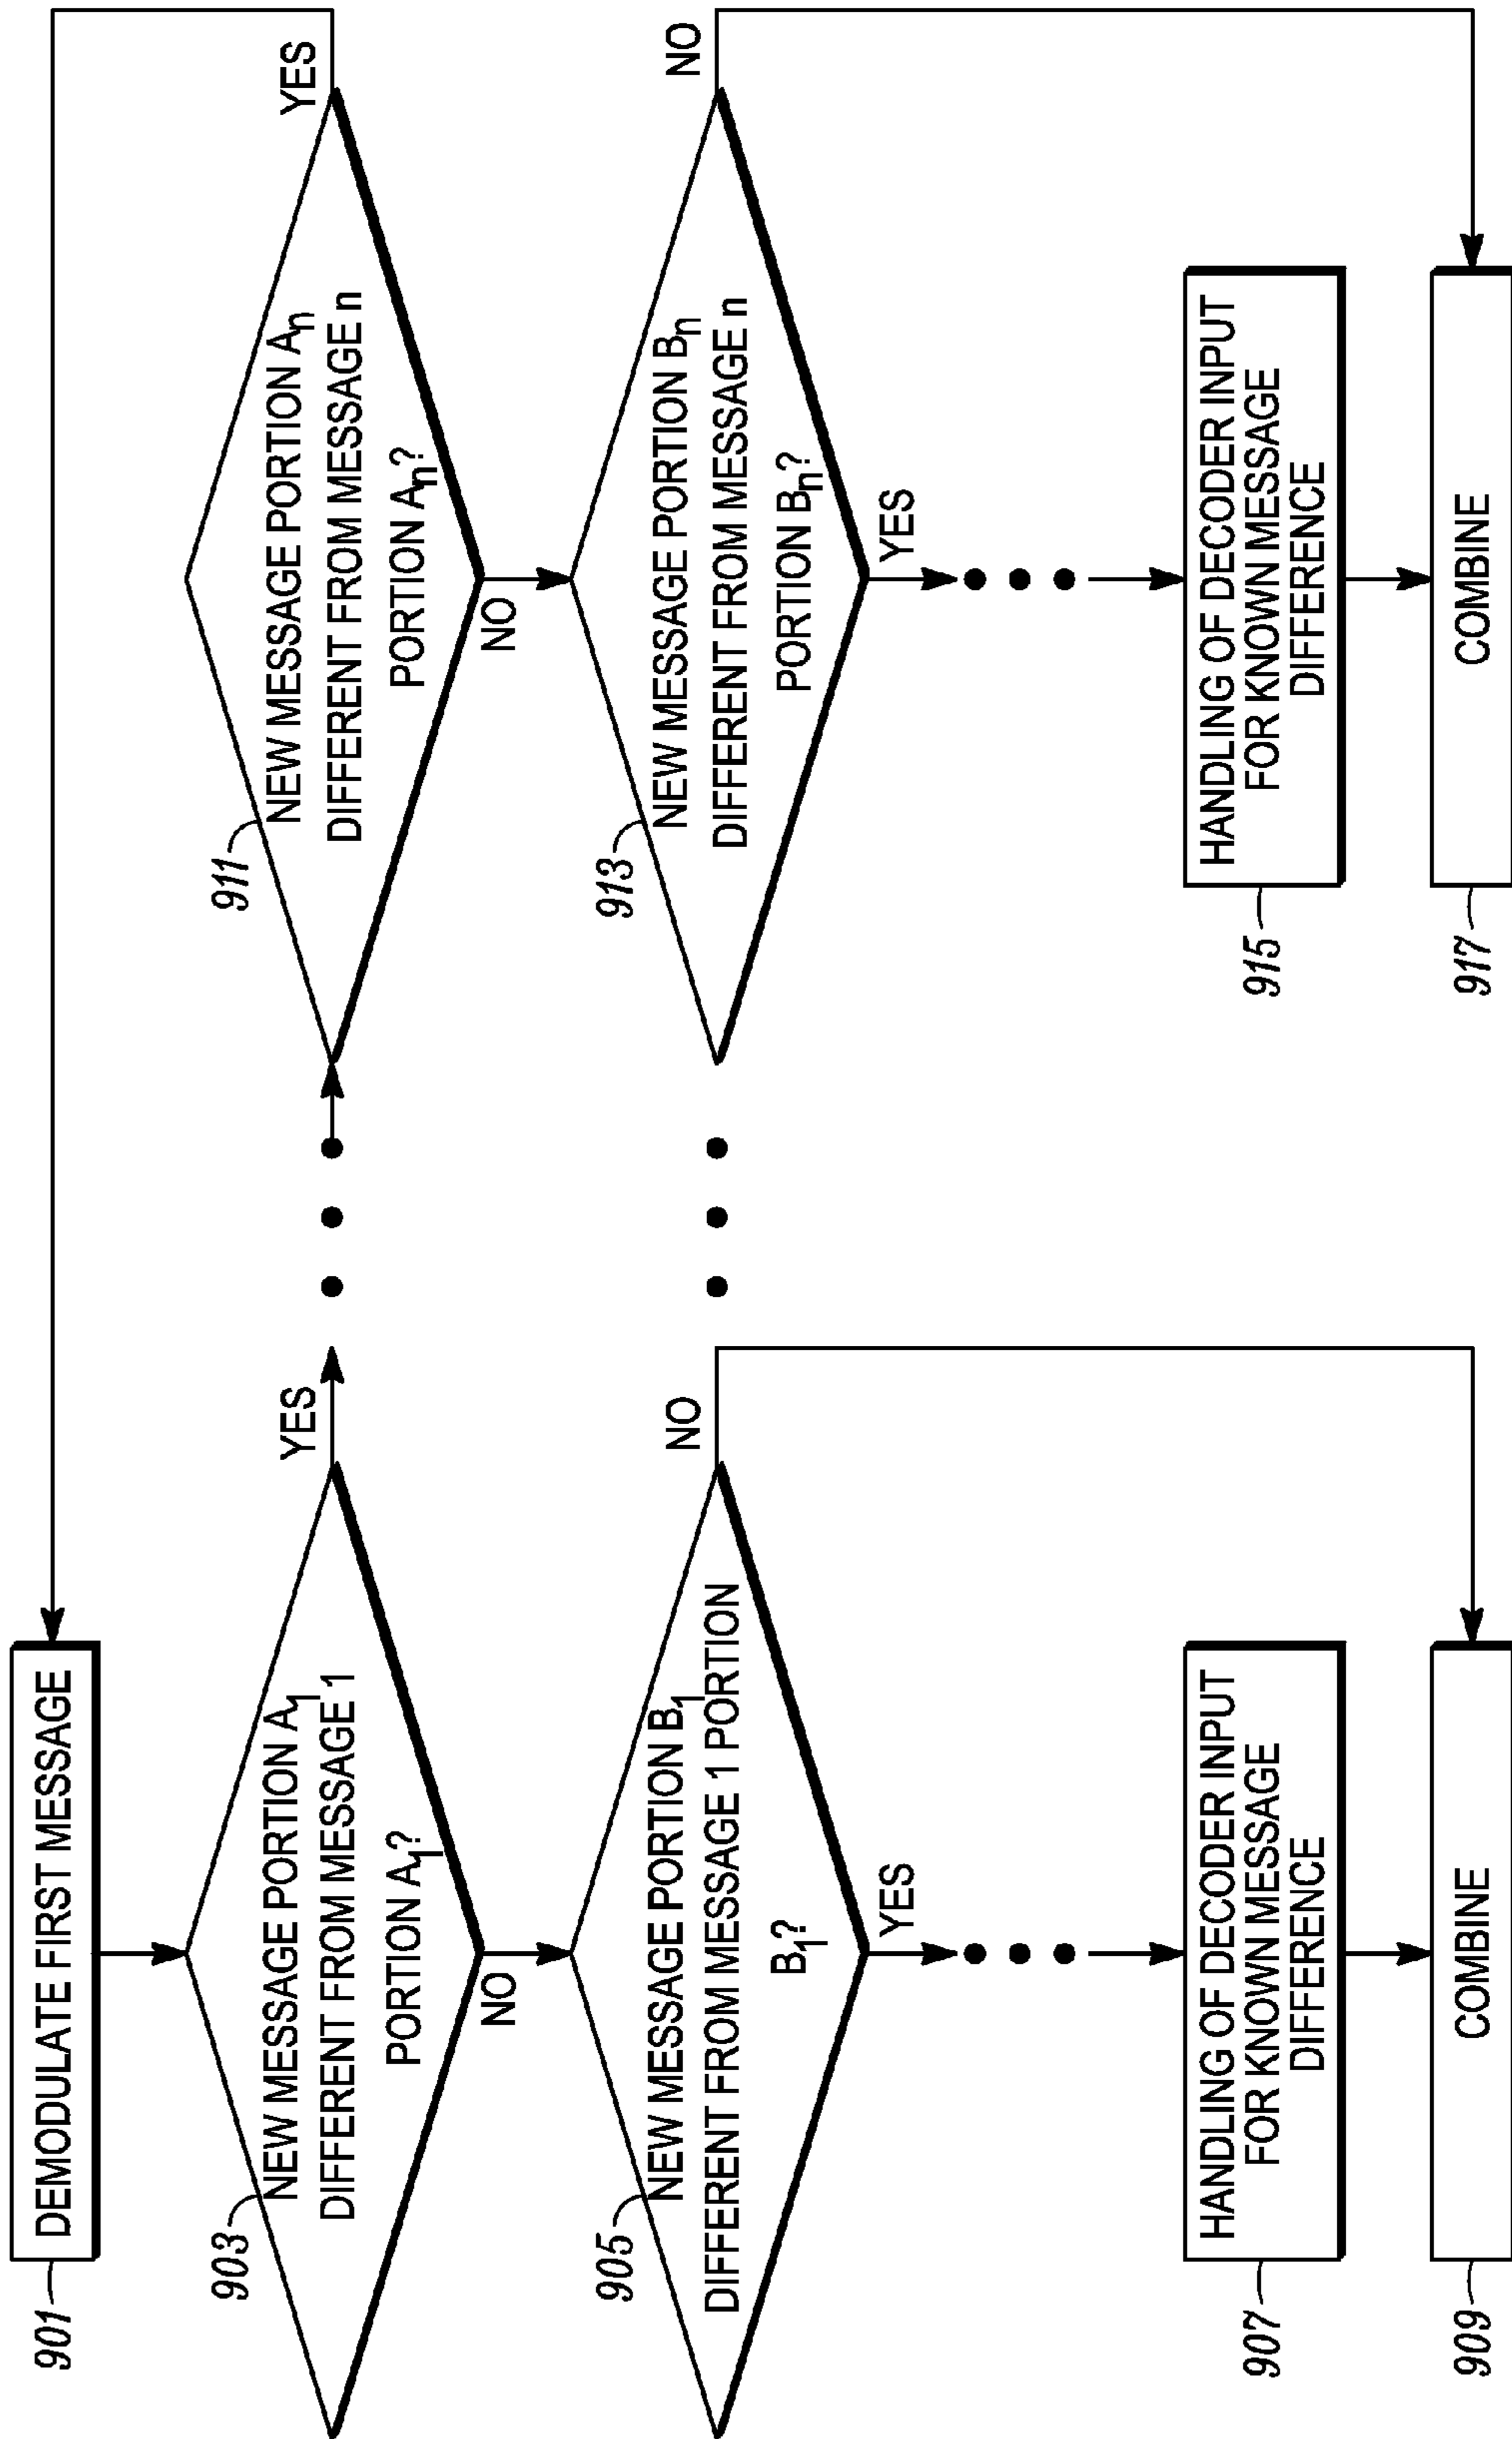 901
DEMODULATE FIRST MESSAGE
903
NEW MESSAGE PORTION A1
DIFFERENT FROM MESSAGE 1
PORTION A1?
YES
NO
905
NEW MESSAGE PORTION B1
DIFFERENT FROM MESSAGE 1 PORTION
B1?
NO
YES
907
HANDLING OF DECODER INPUT
FOR KNOWN MESSAGE
DIFFERENCE
909
COMBINE
911
NEW MESSAGE PORTION An
DIFFERENT FROM MESSAGE n
PORTION An?
YES
NO
913
NEW MESSAGE PORTION Bn
DIFFERENT FROM MESSAGE n
PORTION Bn?
NO
YES
915
HANDLING OF DECODER INPUT
FOR KNOWN MESSAGE
DIFFERENCE
917
COMBINE